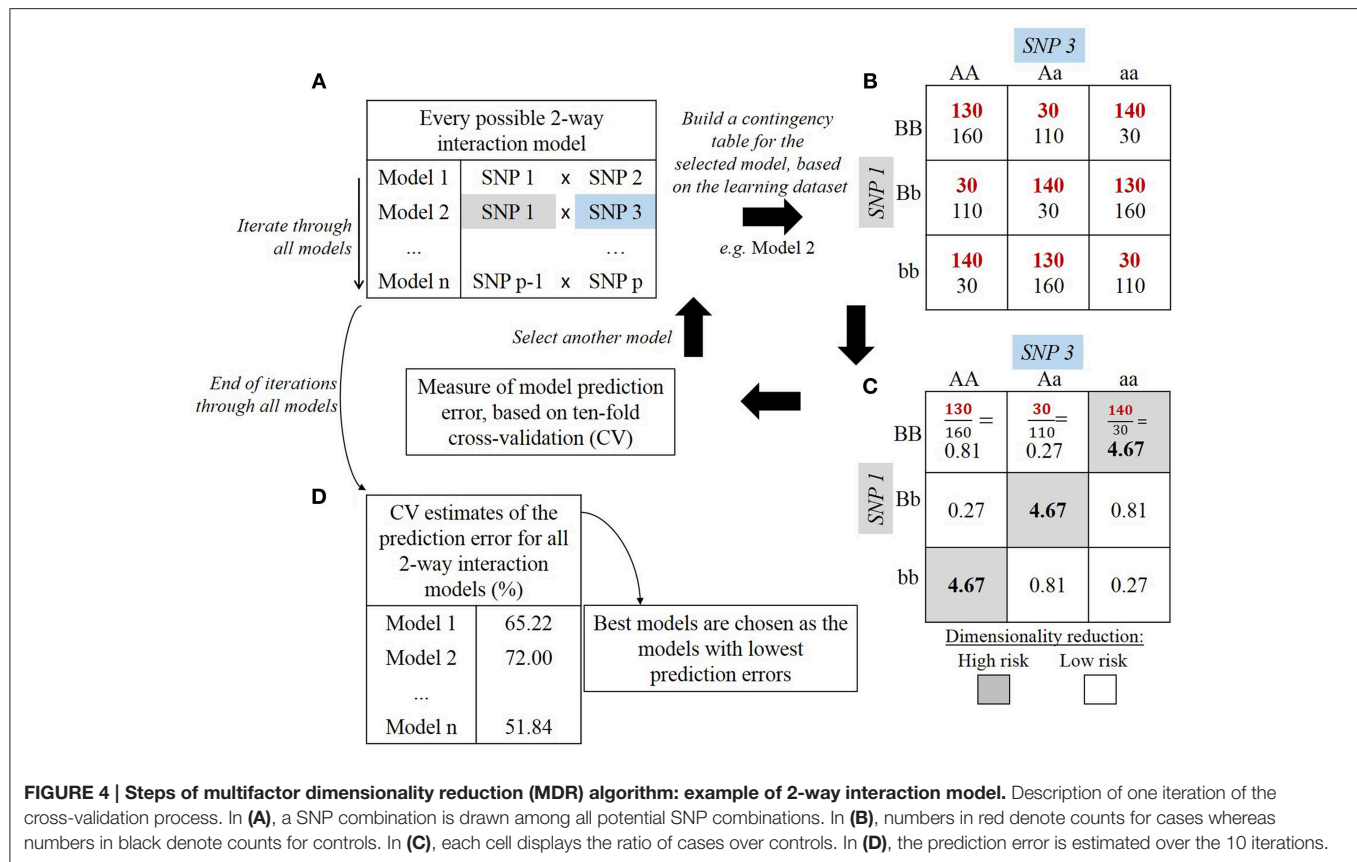 A
Every possible 2-way
interaction model
Model 1 SNP 1 x SNP 2
Model 2 SNP 1 x SNP 3
... ...
Model n SNP p-1 x SNP p
Iterate through
all models
Build a contingency
table for the
selected model, based
on the learning dataset
e.g. Model 2
B
SNP 3
AA Aa aa
SNP 1
BB
130 30 140
160 110 30
Bb
30 140 130
110 30 160
bb
140 130 30
30 160 110
Select another model
End of iterations
through all models
Measure of model prediction
error, based on ten-fold
cross-validation (CV)
C
SNP 3
AA Aa aa
SNP 1
BB
130 30 140
160 = 110 = 30 =
0.81 0.27 4.67
Bb 0.27 4.67 0.81
bb 4.67 0.81 0.27
Dimensionality reduction:
High risk Low risk
D
CV estimates of the
prediction error for all
2-way interaction
models (%)
Model 1 65.22
Model 2 72.00
...
Model n 51.84
Best models are chosen as the
models with lowest
prediction errors
FIGURE 4 | Steps of multifactor dimensionality reduction (MDR) algorithm: example of 2-way interaction model. Description of one iteration of the
cross-validation process. In (A), a SNP combination is drawn among all potential SNP combinations. In (B), numbers in red denote counts for cases whereas
numbers in black denote counts for controls. In (C), each cell displays the ratio of cases over controls. In (D), the prediction error is estimated over the 10 iterations.